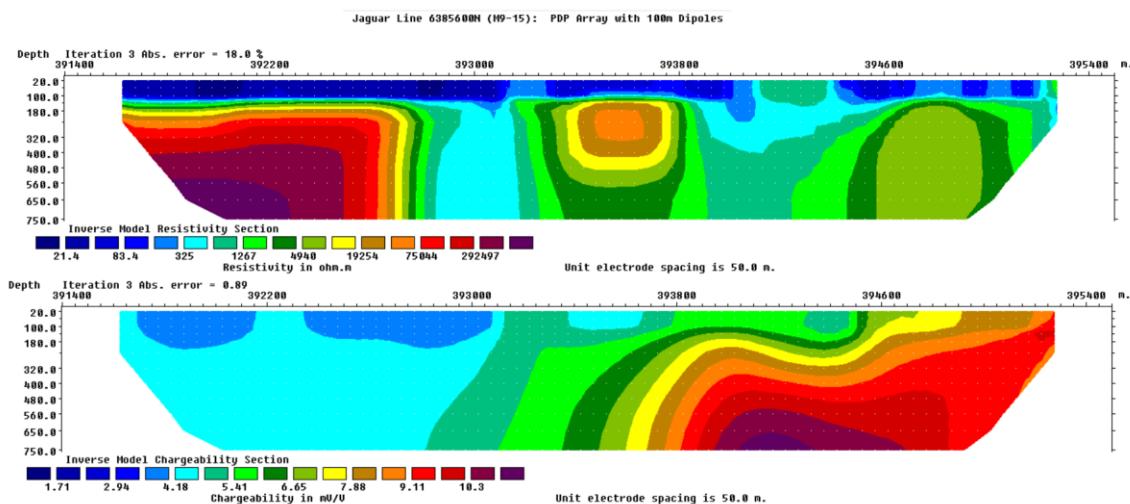 Jaguar Line 6385600N (M9-15): PDP Array with 100m Dipoles
Depth Iteration 3 Abs. error = 18.0 %
391400 392200 393000 393800 394600 395400 m.
20.0
100.0
180.0
320.0
400.0
480.0
560.0
650.0
750.0
Inverse Model Resistivity Section
21.4 83.4 325 1267 4940 19254 75044 292497
Resistivity in ohm.m Unit electrode spacing is 50.0 m.
Depth Iteration 3 Abs. error = 0.89
391400 392200 393000 393800 394600 395400 m.
20.0
100.0
180.0
320.0
400.0
480.0
560.0
650.0
750.0
Inverse Model Chargeability Section
1.71 2.94 4.18 5.41 6.65 7.88 9.11 10.3
Chargeability in mV/V Unit electrode spacing is 50.0 m.